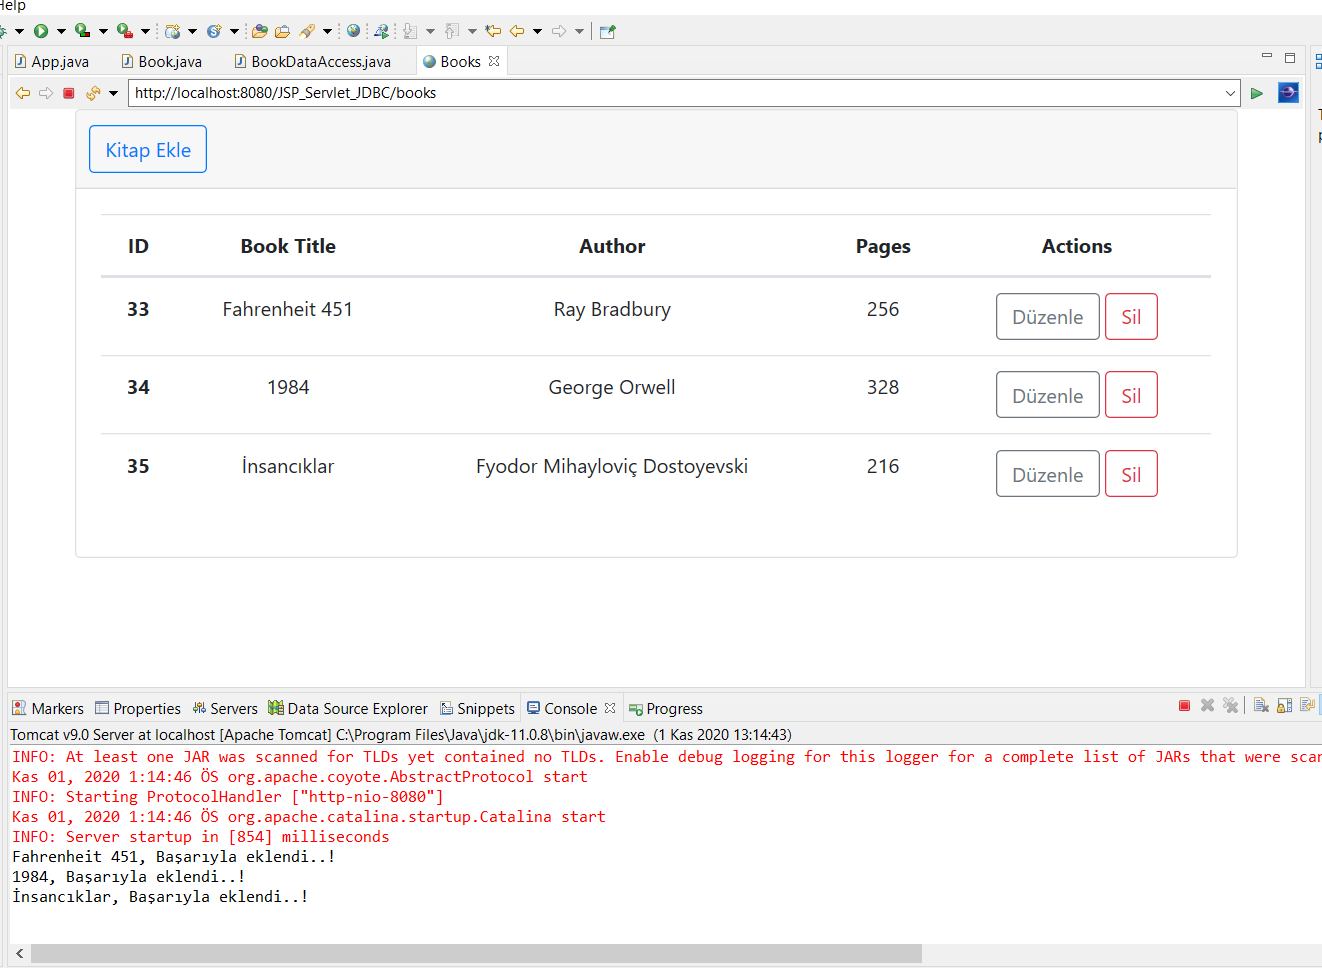 Help
App.java Book.java BookDataAccess.java Books
http://localhost:8080/JSP_Servlet_JDBC/books
Kitap Ekle
ID Book Title Author Pages Actions
33 Fahrenheit 451 Ray Bradbury 256 Düzenle Sil
34 1984 George Orwell 328 Düzenle Sil
35 İnsancıklar Fyodor Mihayloviç Dostoyevski 216 Düzenle Sil
Markers Properties Servers Data Source Explorer Snippets Console Progress
Tomcat v9.0 Server at localhost [Apache Tomcat] C:\Program Files\Java\jdk-11.0.8\bin\javaw.exe (1 Kas 2020 13:14:43)
INFO: At least one JAR was scanned for TLDs yet contained no TLDs. Enable debug logging for this logger for a complete list of JARs that were scan
Kas 01, 2020 1:14:46 ÖS org.apache.coyote.AbstractProtocol start
INFO: Starting ProtocolHandler ["http-nio-8080"]
Kas 01, 2020 1:14:46 ÖS org.apache.catalina.startup.Catalina start
INFO: Server startup in [854] milliseconds
Fahrenheit 451, Başarıyla eklendi..!
1984, Başarıyla eklendi..!
İnsancıklar, Başarıyla eklendi..!